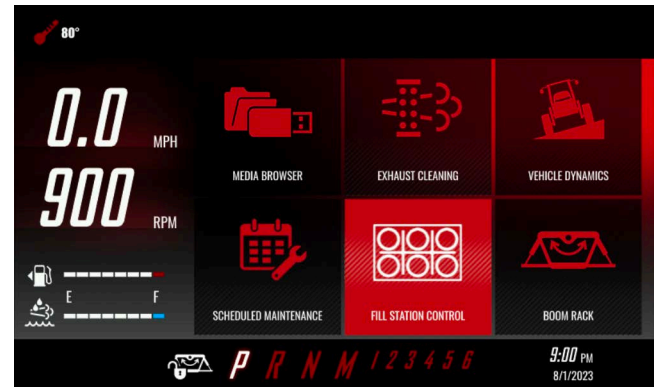 80°
0.0 MPH
900 RPM
E F
MEDIA BROWSER
EXHAUST CLEANING
VEHICLE DYNAMICS
SCHEDULED MAINTENANCE
FILL STATION CONTROL
BOOM RACK
P R N M 1 2 3 4 5 6
9:00 PM
8/1/2023